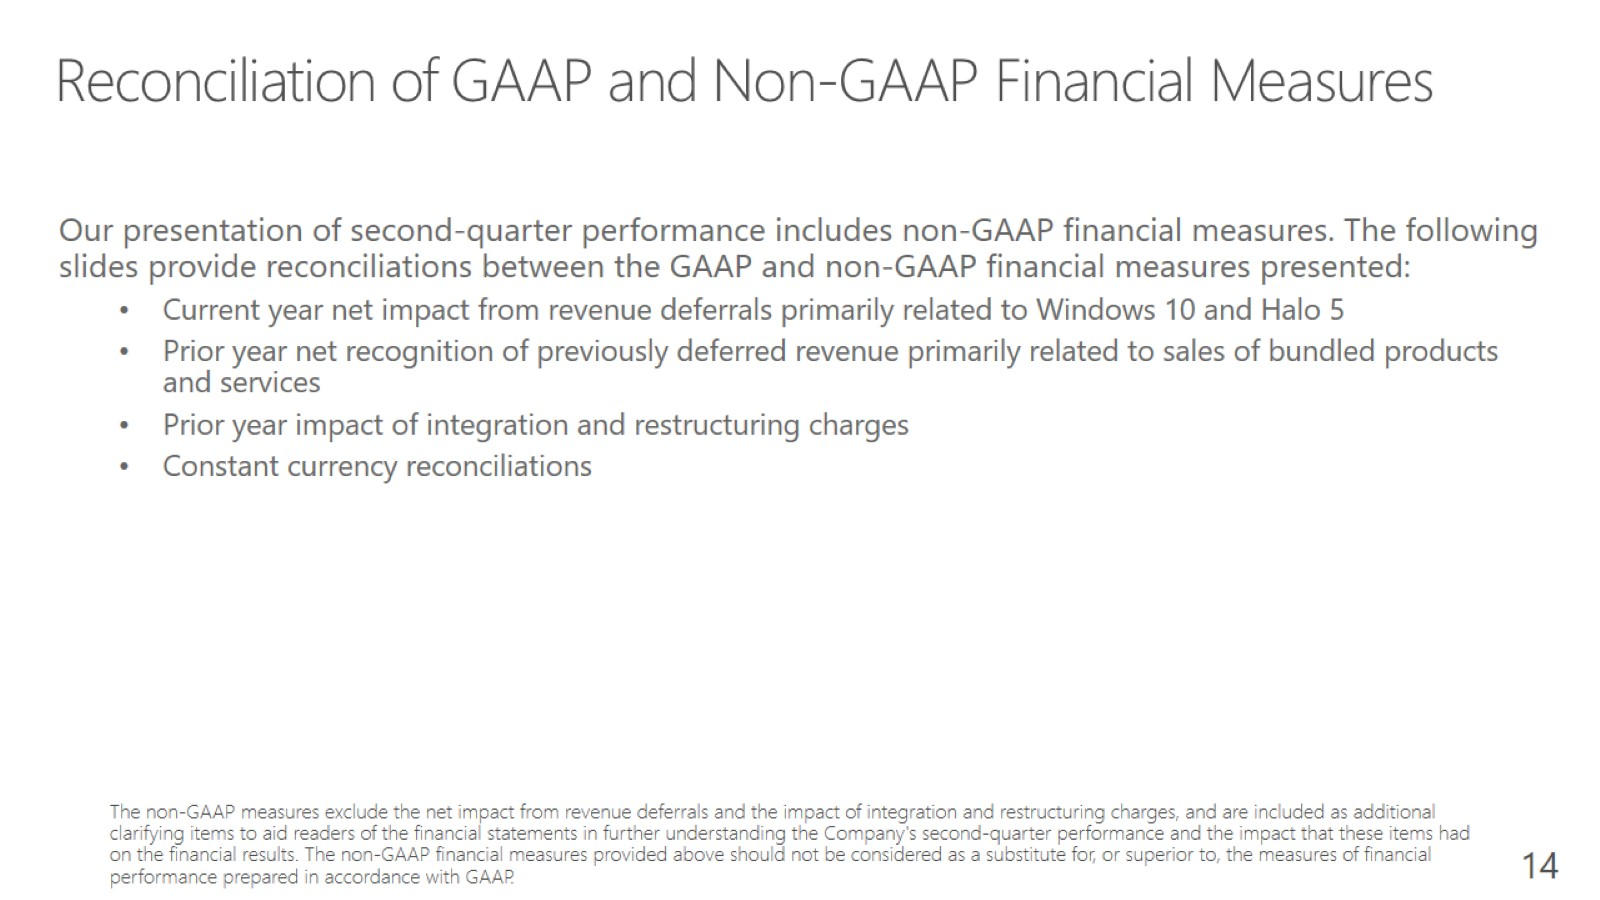 Reconciliation of GAAP and Non-GAAP Financial Measures
Our presentation of second-quarter performance includes non-GAAP financial measures. The following
slides provide reconciliations between the GAAP and non-GAAP financial measures presented:
• Current year net impact from revenue deferrals primarily related to Windows 10 and Halo 5
• Prior year net recognition of previously deferred revenue primarily related to sales of bundled products
and services
• Prior year impact of integration and restructuring charges
• Constant currency reconciliations
The non-GAAP measures exclude the net impact from revenue deferrals and the impact of integration and restructuring charges, and are included as additional
clarifying items to aid readers of the financial statements in further understanding the Company's second-quarter performance and the impact that these items had
on the financial results. The non-GAAP financial measures provided above should not be considered as a substitute for, or superior to, the measures of financial
performance prepared in accordance with GAAP.
14